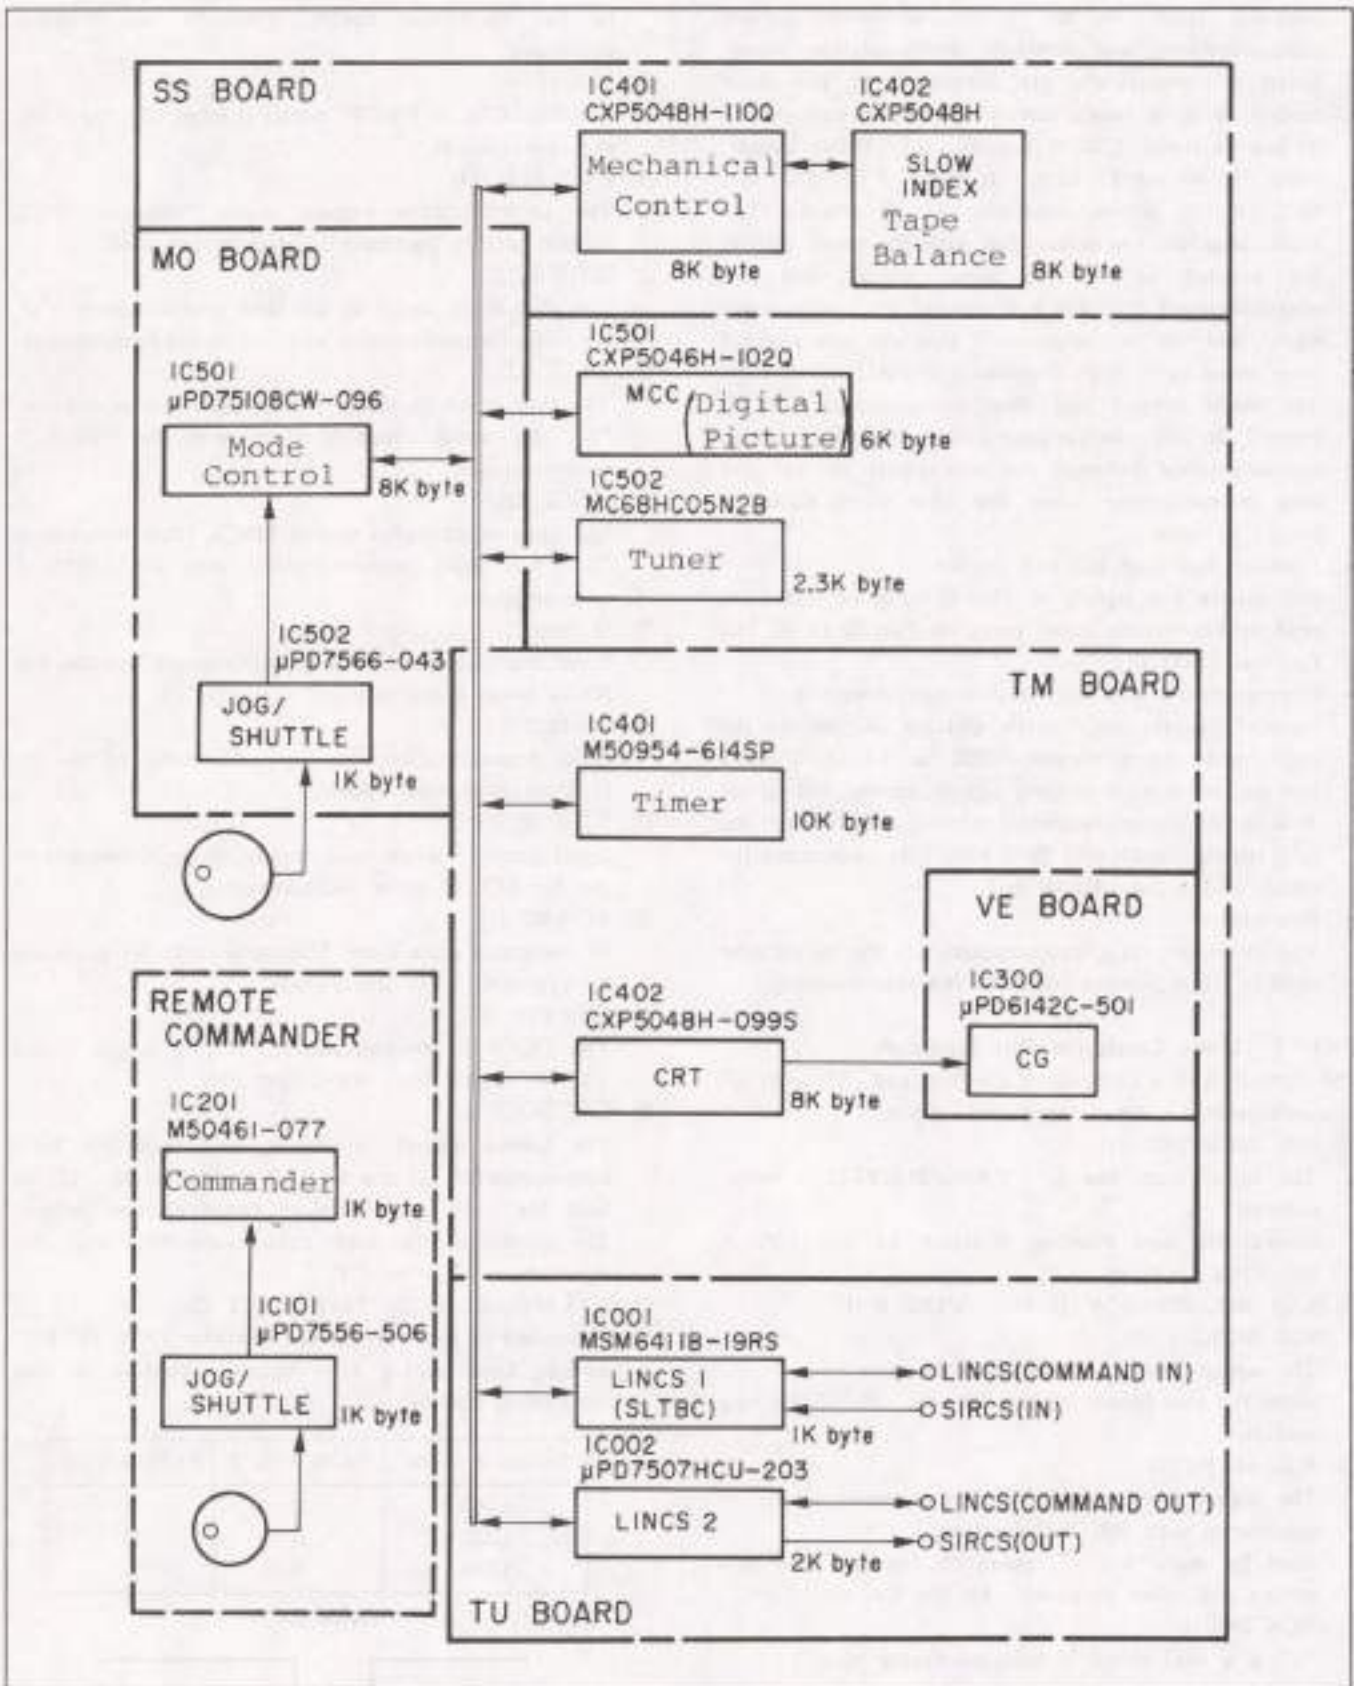 SS BOARD
IC401
CXP5048H-110Q
Mechanical
Control
8K byte
IC402
CXP5048H
SLOW
INDEX
Tape
Balance
8K byte
MO BOARD
IC501
µPD75108CW-096
Mode
Control
8K byte
IC501
CXP5046H-102Q
MCC (Digital
Picture)
6K byte
IC502
MC68HC05N2B
Tuner
2.3K byte
IC502
µPD7566-043
JOG/
SHUTTLE
1K byte
TM BOARD
IC401
M50954-614SP
Timer
10K byte
VE BOARD
IC300
µPD6142C-501
CG
IC402
CXP5048H-099S
CRT
8K byte
REMOTE
COMMANDER
IC201
M50461-077
Commander
1K byte
IC101
µPD7556-506
JOG/
SHUTTLE
1K byte
IC001
MSM6411B-19RS
LINCS 1
(SLTBC)
1K byte
LINCS(COMMAND IN)
SIRCS(IN)
IC002
µPD7507HCU-203
LINCS 2
2K byte
LINCS(COMMAND OUT)
SIRCS(OUT)
TU BOARD